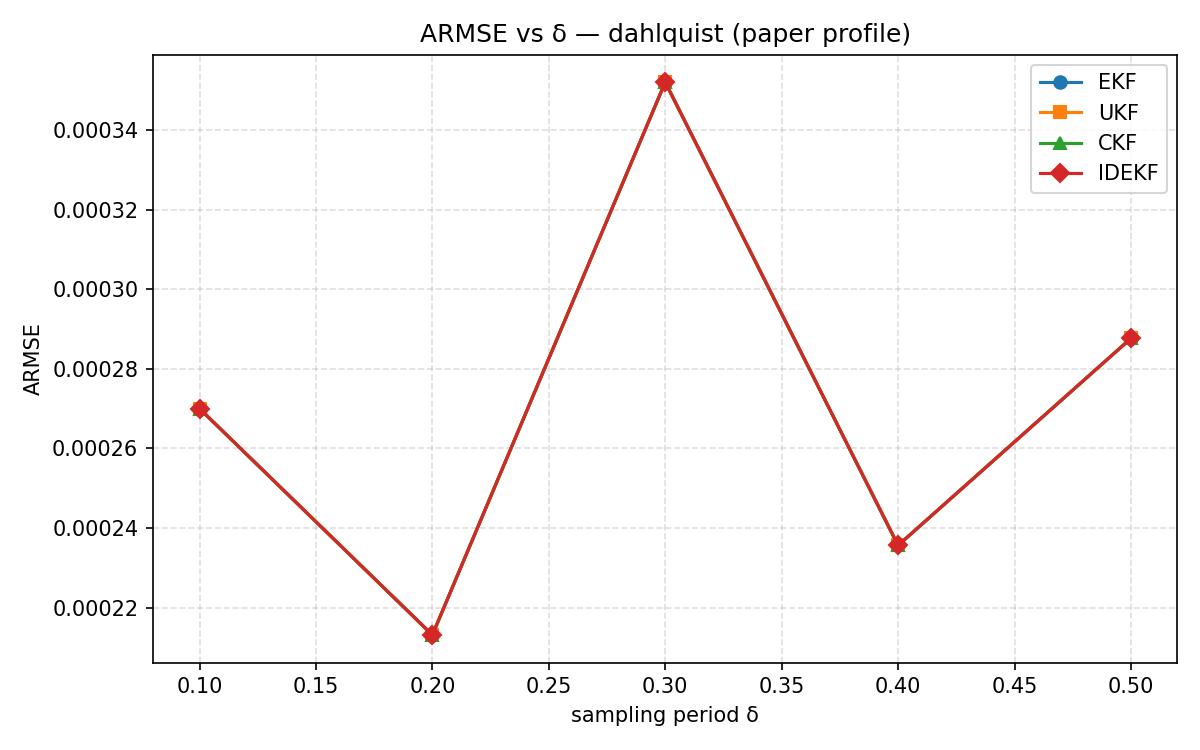 ARMSE vs δ — dahlquist (paper profile)
EKF
UKF
CKF
IDEKF
ARMSE
0.00034
0.00032
0.00030
0.00028
0.00026
0.00024
0.00022
0.10 0.15 0.20 0.25 0.30 0.35 0.40 0.45 0.50
sampling period δ